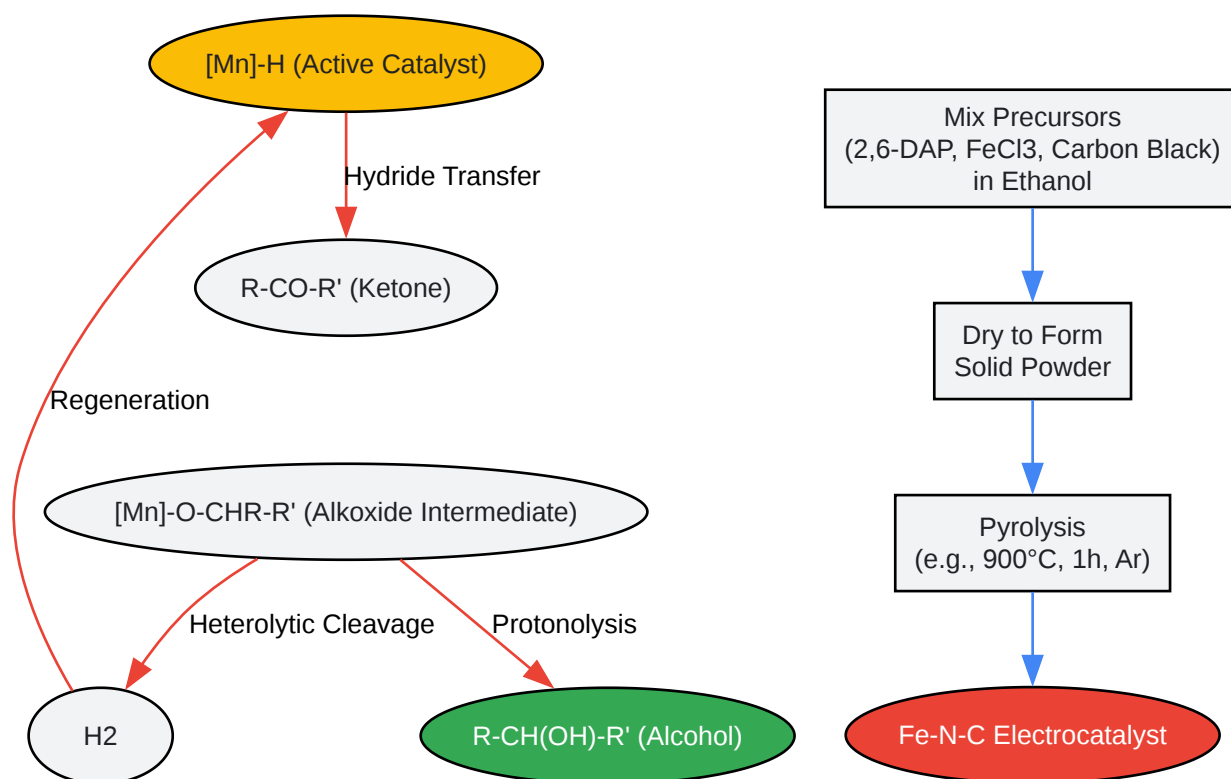 [Mn]-H (Active Catalyst)
Hydride Transfer
R-CO-R' (Ketone)
Regeneration
[Mn]-O-CHR-R' (Alkoxide Intermediate)
Heterolytic Cleavage
Protonolysis
H2
R-CH(OH)-R' (Alcohol)
Mix Precursors
(2,6-DAP, FeCl3, Carbon Black)
in Ethanol
Dry to Form
Solid Powder
Pyrolysis
(e.g., 900°C, 1h, Ar)
Fe-N-C Electrocatalyst